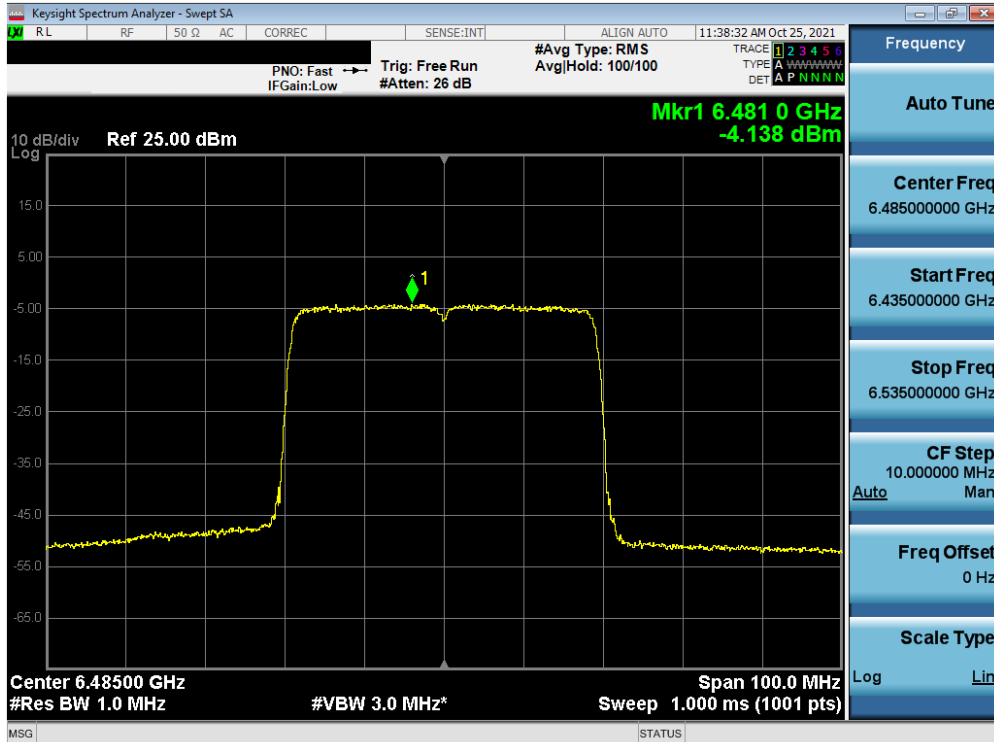 Keysight Spectrum Analyzer - Swept SA
LXI RL RF 50 Ω AC CORREC SENSE:INT ALIGN AUTO 11:38:32 AM Oct 25, 2021
PNO: Fast
IFGain:Low
Trig: Free Run
#Atten: 26 dB
#Avg Type: RMS
Avg|Hold: 100/100
TRACE 1 2 3 4 5 6
TYPE A WWWWW
DET A P N N N N
Mkr1 6.481 0 GHz
-4.138 dBm
10 dB/div Ref 25.00 dBm
Log
15.0
5.00
-5.00
-15.0
-25.0
-35.0
-45.0
-55.0
-65.0
1
Center 6.48500 GHz Span 100.0 MHz
#Res BW 1.0 MHz #VBW 3.0 MHz* Sweep 1.000 ms (1001 pts)
MSG STATUS
Frequency
Auto Tune
Center Freq
6.485000000 GHz
Start Freq
6.435000000 GHz
Stop Freq
6.535000000 GHz
CF Step
10.000000 MHz
Auto Man
Freq Offset
0 Hz
Scale Type
Log Lin